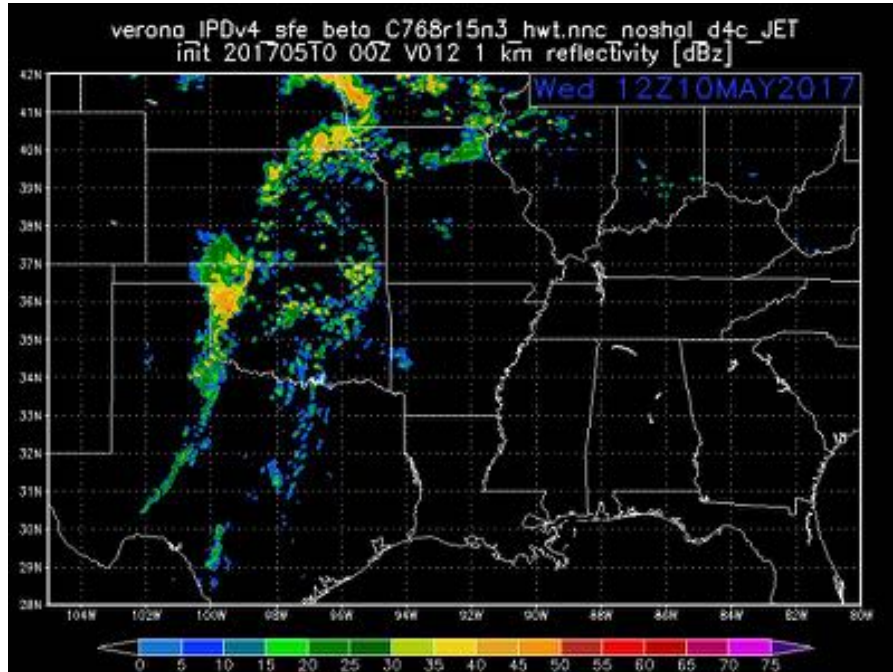 verona_IPDv4_sfe_beta_C768r15n3_hwt.nnc_noshal_d4c_JET
init 20170510 00Z V012 1 km reflectivity [dBz]
Wed 12Z10MAY2017
42N
41N
40N
39N
38N
37N
36N
35N
34N
33N
32N
31N
30N
29N
28N
104W 102W 100W 98W 96W 94W 92W 90W 88W 86W 84W 82W 80W
0 5 10 15 20 25 30 35 40 45 50 55 60 65 70 75